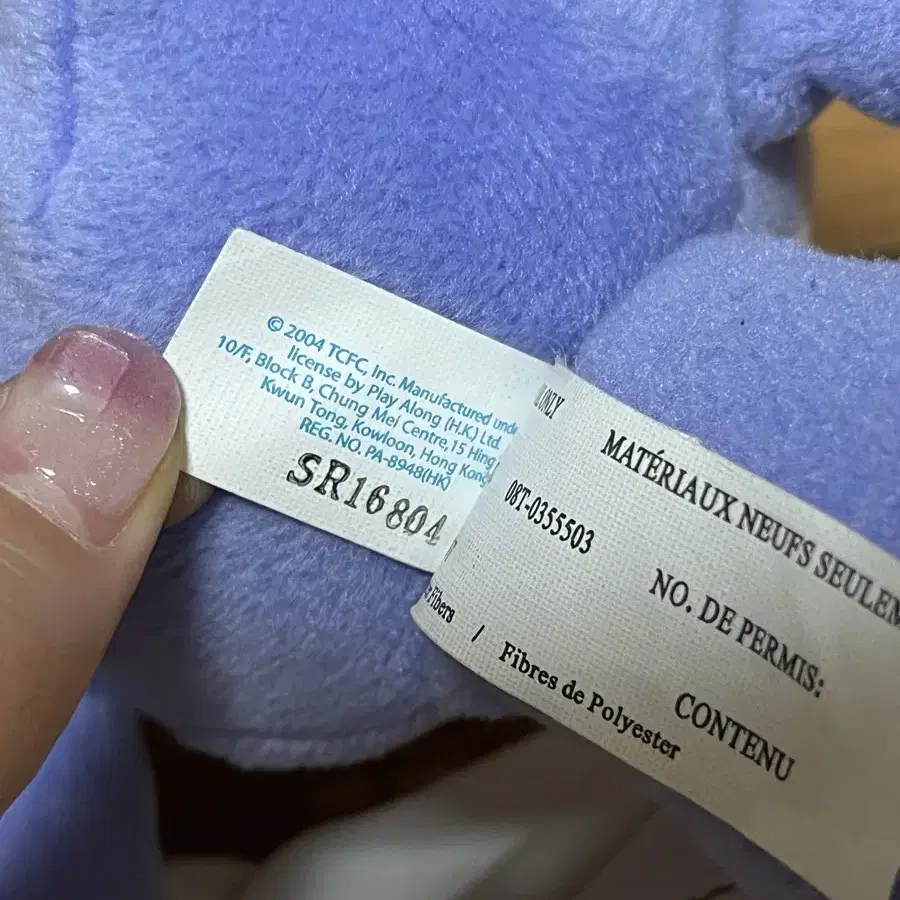 © 2004 TCFC, Inc. Manufactured
license by Play Along (H.K.) Ltd.
10/F, Block B, Chung Mei Centre, 15 Hing
Kwun Tong, Kowloon, Hong Kong
REG. NO. PA-8948(HK)
SR16804
ONLY
MATÉRIAUX NEUFS
08T-0355503
NO. DE PERMIS:
CONTENU
Fibers / Fibres de Polyester